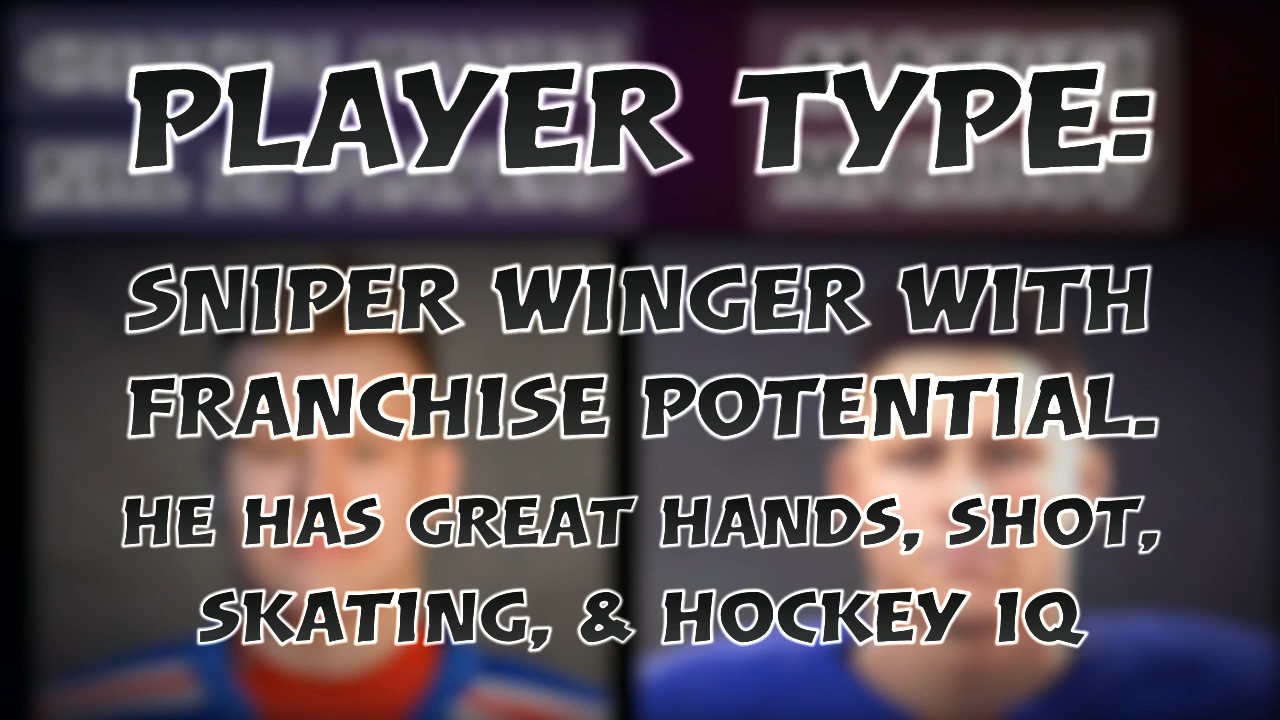 PLAYER TYPE:
SNIPER WINGER WITH
FRANCHISE POTENTIAL.
HE HAS GREAT HANDS, SHOT,
SKATING, & HOCKEY IQ